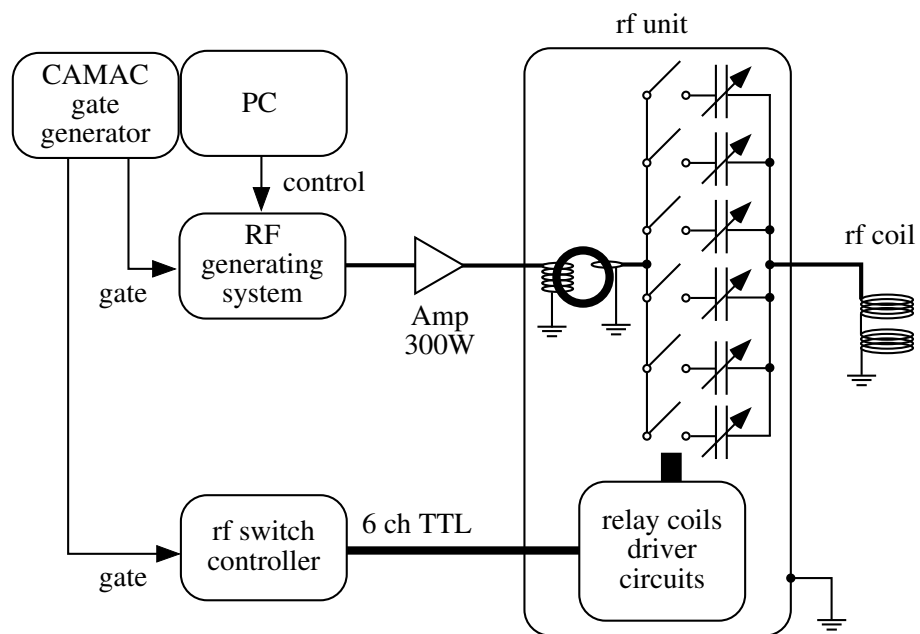 rf unit
CAMAC
gate
generator
PC
control
RF
generating
system
gate
Amp
300W
rf coil
rf switch
controller
gate
6 ch TTL
relay coils
driver
circuits